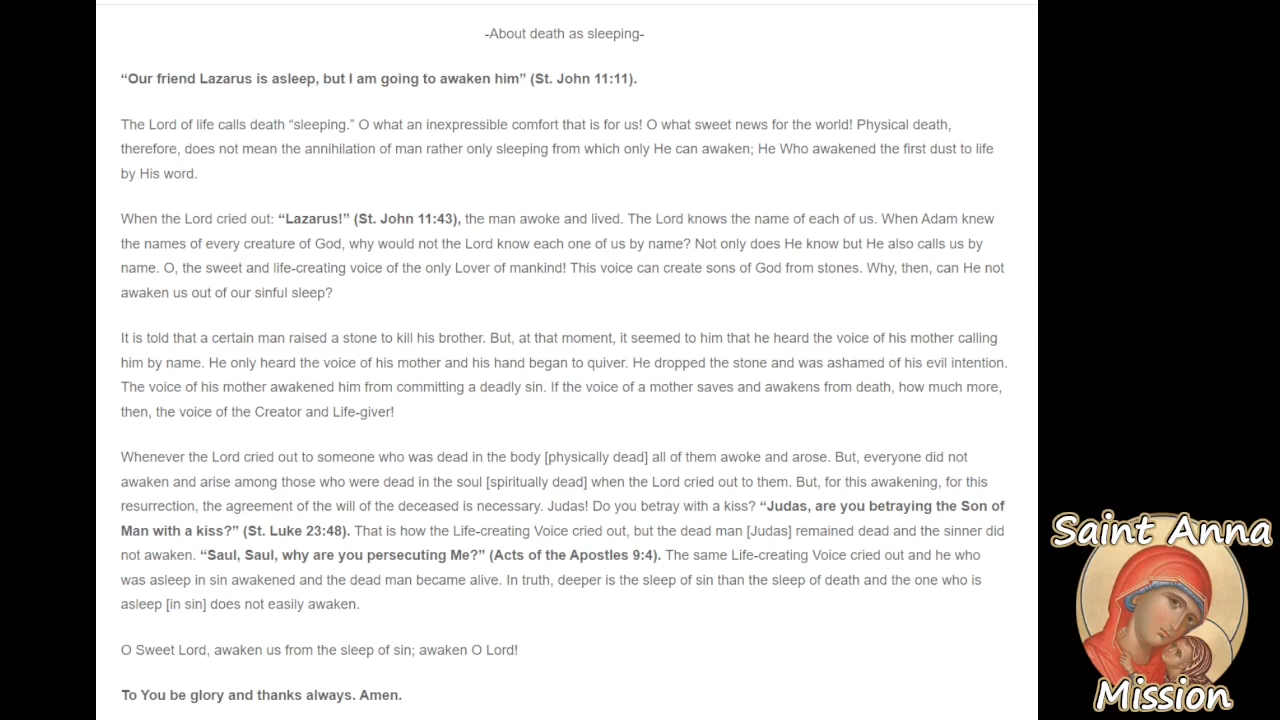 -About death as sleeping-
“Our friend Lazarus is asleep, but I am going to awaken him” (St. John 11:11).
The Lord of life calls death “sleeping.” O what an inexpressible comfort that is for us! O what sweet news for the world! Physical death,
therefore, does not mean the annihilation of man rather only sleeping from which only He can awaken; He Who awakened the first dust to life
by His word.
When the Lord cried out: “Lazarus!” (St. John 11:43), the man awoke and lived. The Lord knows the name of each of us. When Adam knew
the names of every creature of God, why would not the Lord know each one of us by name? Not only does He know but He also calls us by
name. O, the sweet and life-creating voice of the only Lover of mankind! This voice can create sons of God from stones. Why, then, can He not
awaken us out of our sinful sleep?
It is told that a certain man raised a stone to kill his brother. But, at that moment, it seemed to him that he heard the voice of his mother calling
him by name. He only heard the voice of his mother and his hand began to quiver. He dropped the stone and was ashamed of his evil intention.
The voice of his mother awakened him from committing a deadly sin. If the voice of a mother saves and awakens from death, how much more,
then, the voice of the Creator and Life-giver!
Whenever the Lord cried out to someone who was dead in the body [physically dead] all of them awoke and arose. But, everyone did not
awaken and arise among those who were dead in the soul [spiritually dead] when the Lord cried out to them. But, for this awakening, for this
resurrection, the agreement of the will of the deceased is necessary. Judas! Do you betray with a kiss? “Judas, are you betraying the Son of
Man with a kiss?” (St. Luke 23:48). That is how the Life-creating Voice cried out, but the dead man [Judas] remained dead and the sinner did
not awaken. “Saul, Saul, why are you persecuting Me?” (Acts of the Apostles 9:4). The same Life-creating Voice cried out and he who
was asleep in sin awakened and the dead man became alive. In truth, deeper is the sleep of sin than the sleep of death and the one who is
asleep [in sin] does not easily awaken.
O Sweet Lord, awaken us from the sleep of sin; awaken O Lord!
To You be glory and thanks always. Amen.
Saint Anna
Mission